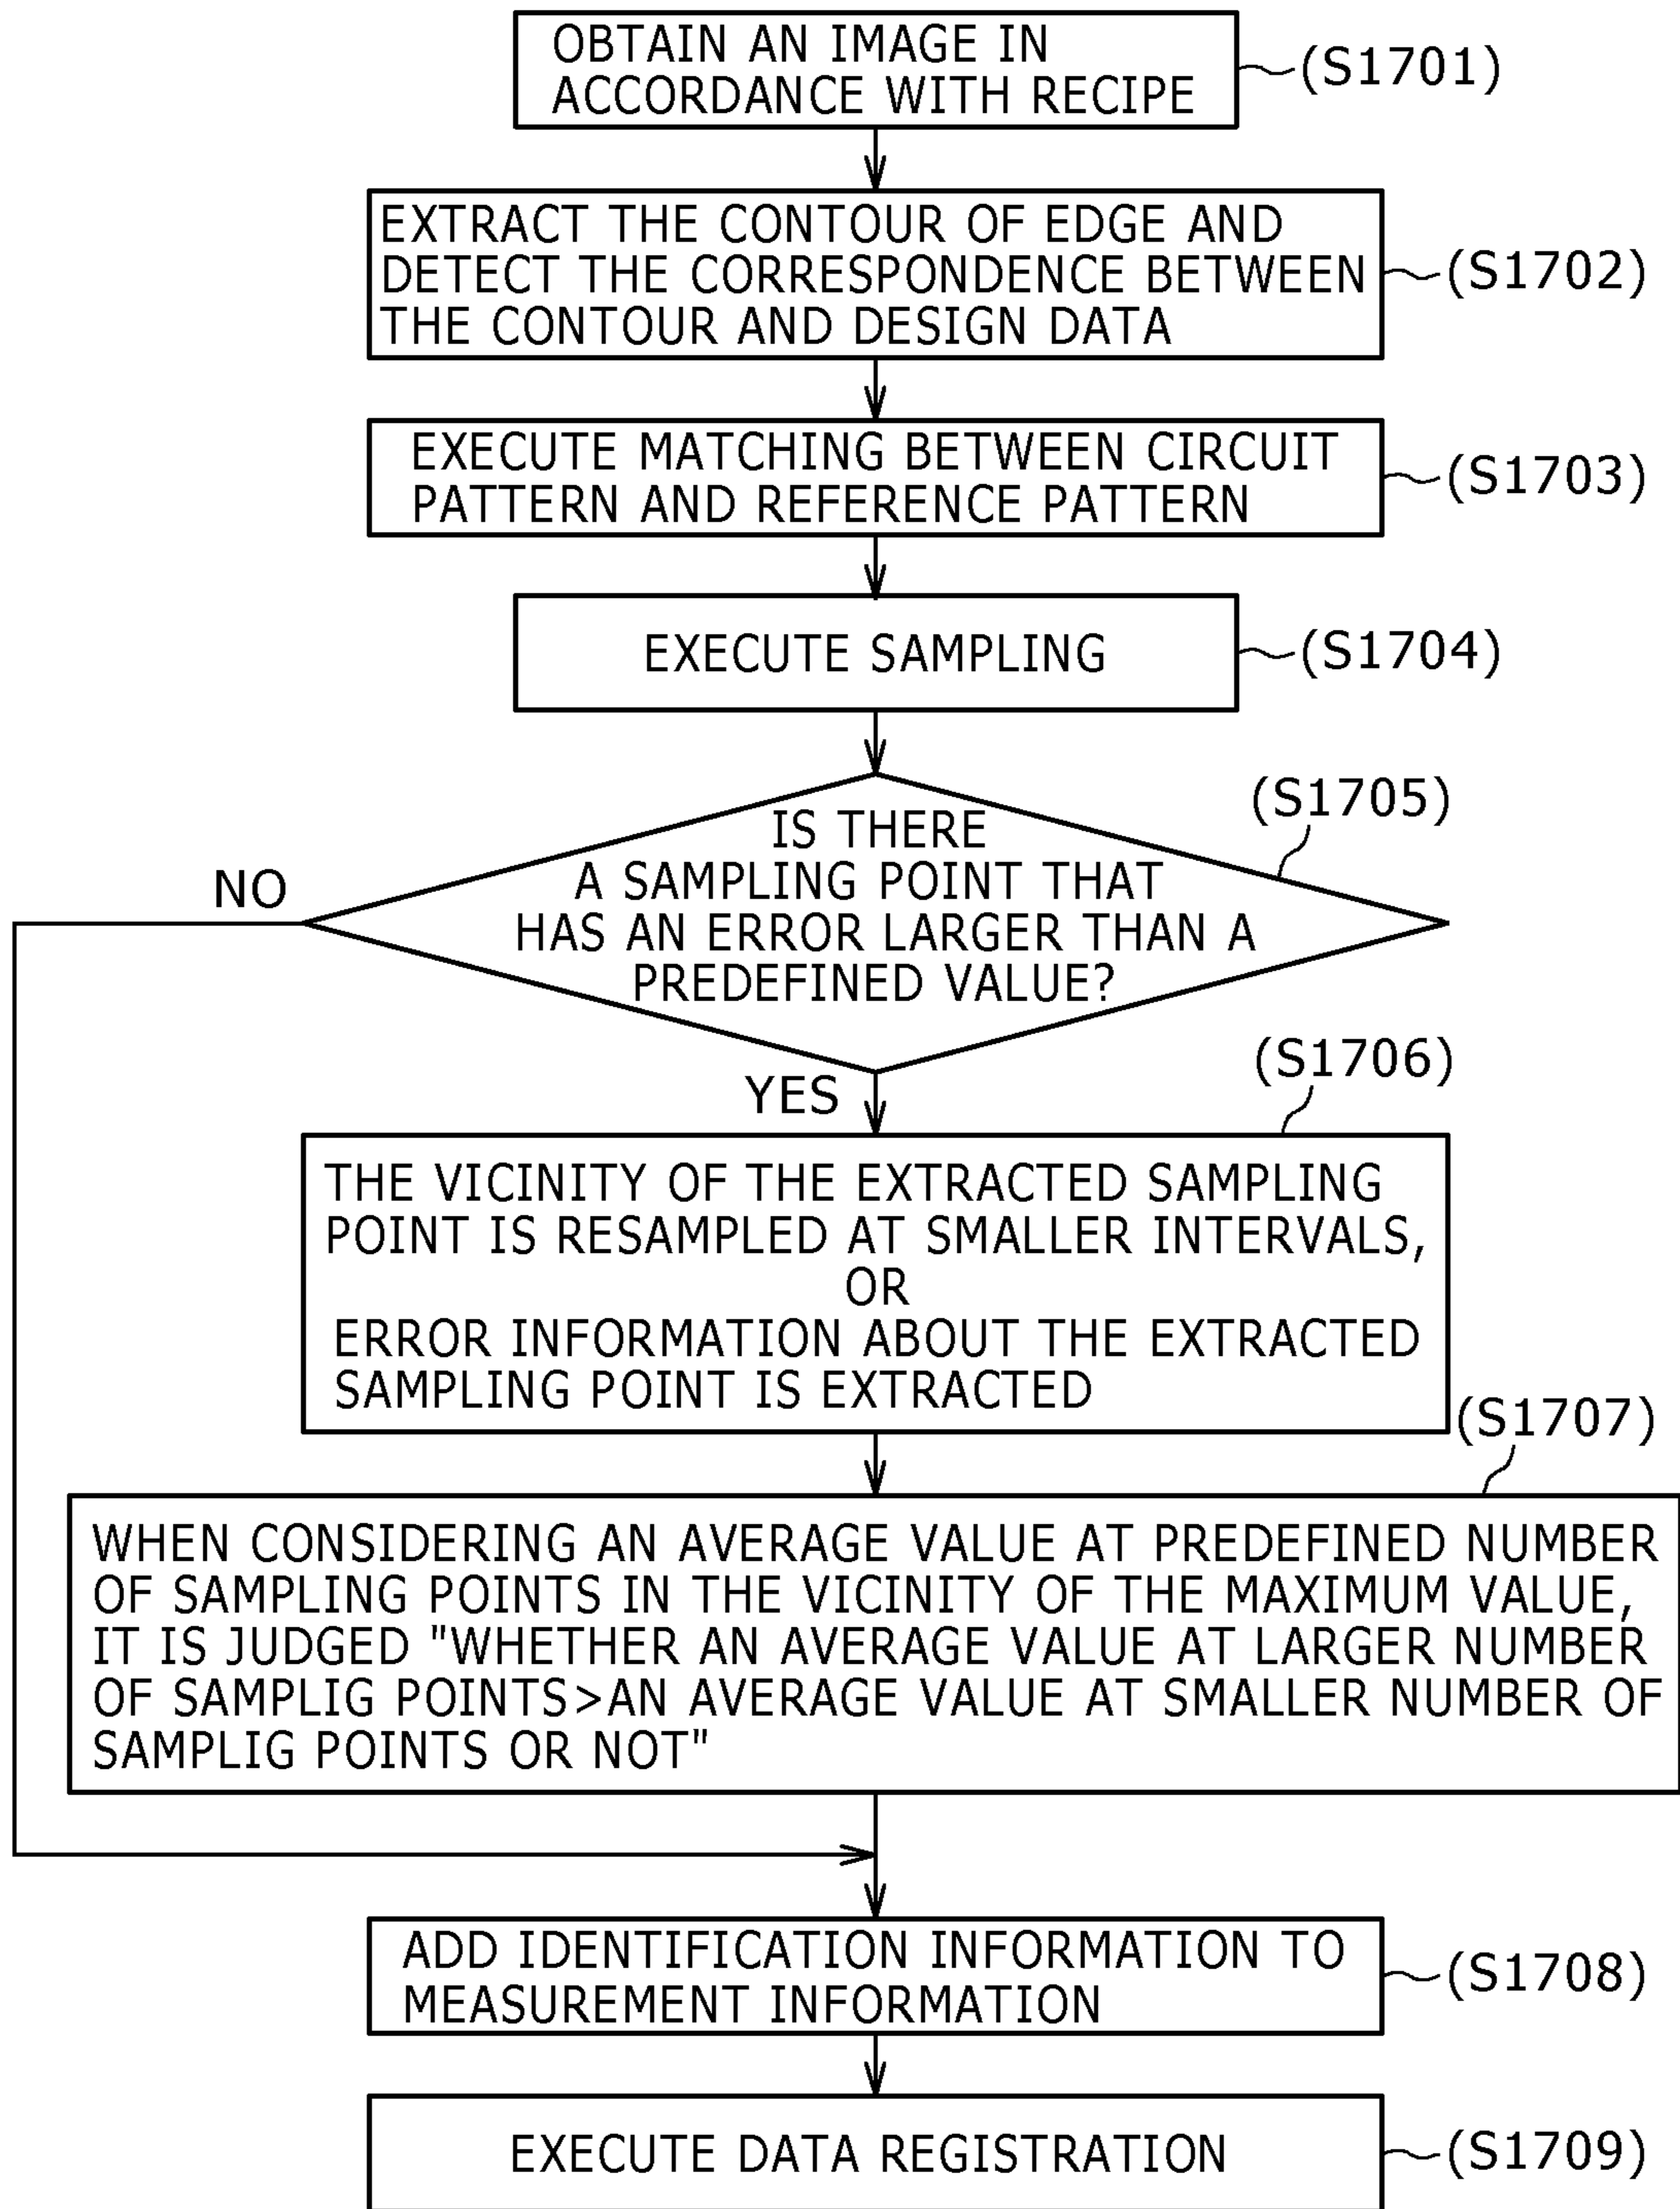 OBTAIN AN IMAGE IN
ACCORDANCE WITH RECIPE
(S1701)
EXTRACT THE CONTOUR OF EDGE AND
DETECT THE CORRESPONDENCE BETWEEN
THE CONTOUR AND DESIGN DATA
(S1702)
EXECUTE MATCHING BETWEEN CIRCUIT
PATTERN AND REFERENCE PATTERN
(S1703)
EXECUTE SAMPLING
(S1704)
(S1705)
IS THERE
A SAMPLING POINT THAT
HAS AN ERROR LARGER THAN A
PREDEFINED VALUE?
NO
YES
(S1706)
THE VICINITY OF THE EXTRACTED SAMPLING
POINT IS RESAMPLED AT SMALLER INTERVALS,
OR
ERROR INFORMATION ABOUT THE EXTRACTED
SAMPLING POINT IS EXTRACTED
(S1707)
WHEN CONSIDERING AN AVERAGE VALUE AT PREDEFINED NUMBER
OF SAMPLING POINTS IN THE VICINITY OF THE MAXIMUM VALUE,
IT IS JUDGED "WHETHER AN AVERAGE VALUE AT LARGER NUMBER
OF SAMPLIG POINTS>AN AVERAGE VALUE AT SMALLER NUMBER OF
SAMPLIG POINTS OR NOT"
ADD IDENTIFICATION INFORMATION TO
MEASUREMENT INFORMATION
(S1708)
EXECUTE DATA REGISTRATION
(S1709)